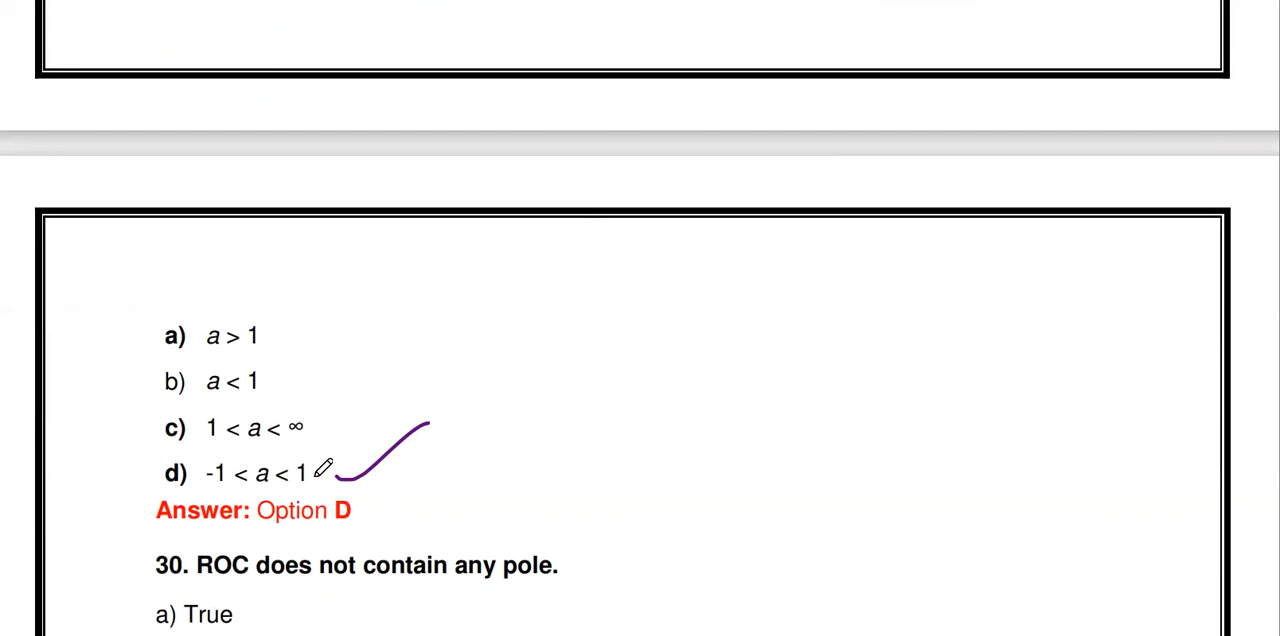 a) a > 1
b) a < 1
c) 1 < a < ∞
d) -1 < a < 1
Answer: Option D
30. ROC does not contain any pole.
a) True